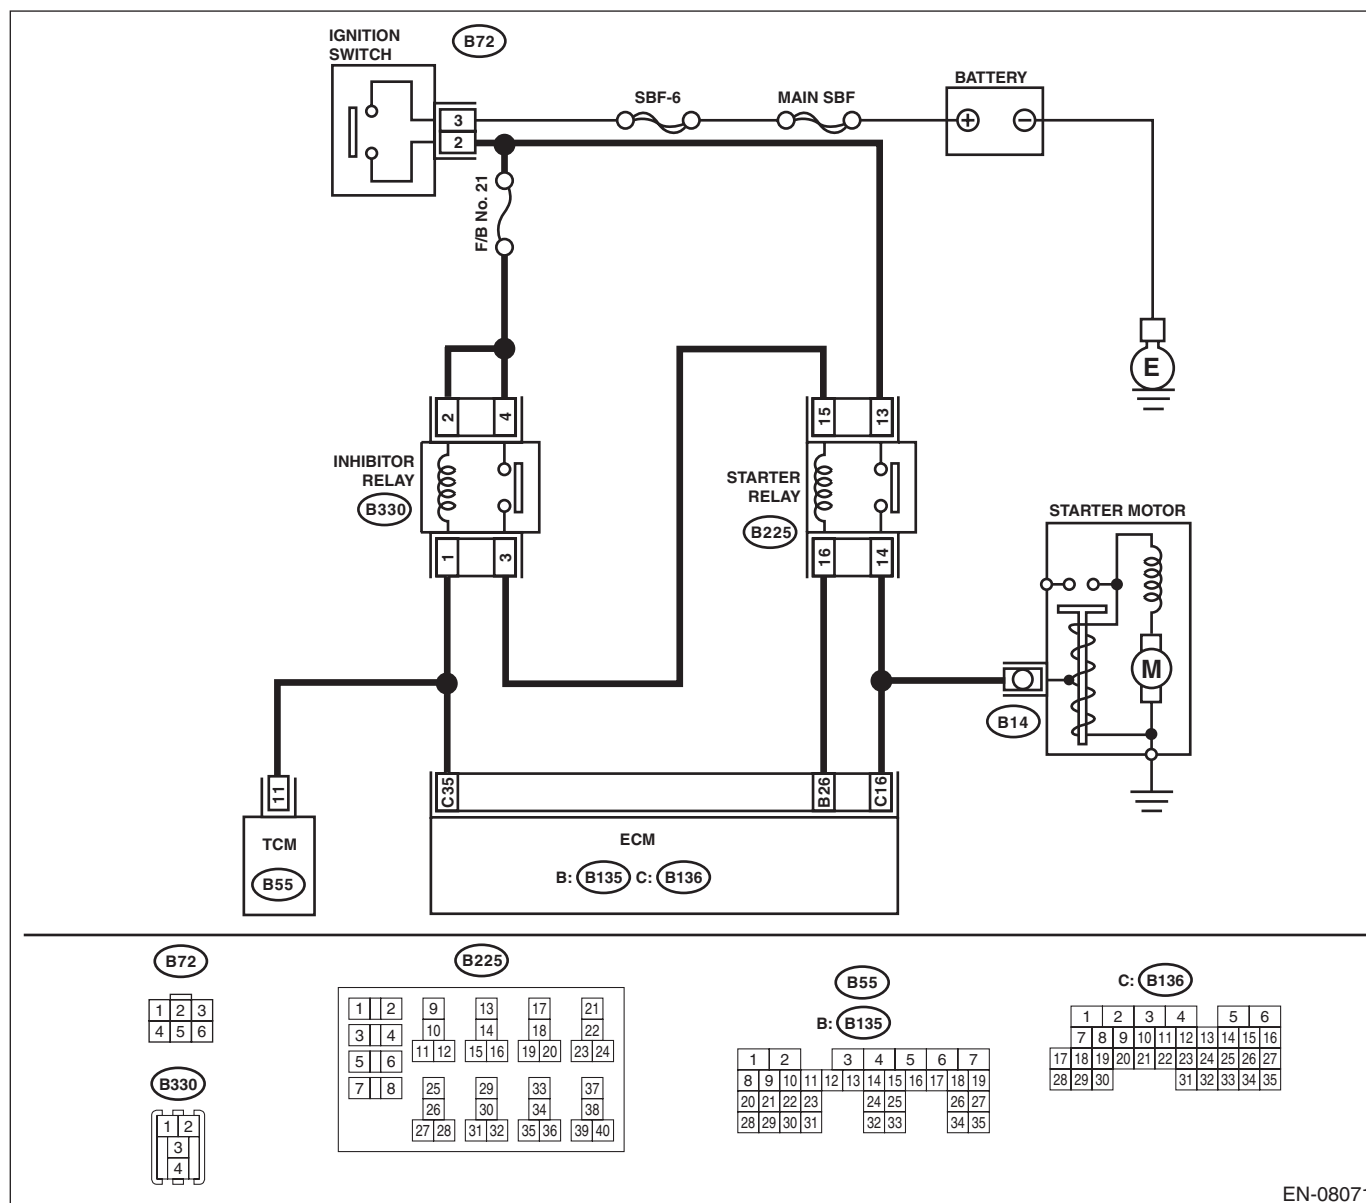 IGNITION
SWITCH
B72
SBF-6
MAIN SBF
BATTERY
3
2
F/B No. 21
E
2
4
15
13
INHIBITOR
RELAY
B330
STARTER
RELAY
B225
STARTER MOTOR
1
3
16
14
M
B14
11
C35
B26
C16
TCM
B55
ECM
B: B135 C: B136
B72
1 2 3
4 5 6
B330
1 2
3
4
B225
1 2 9 13 17 21
3 4 10 14 18 22
5 6 11 12 15 16 19 20 23 24
7 8 25 29 33 37
26 30 34 38
27 28 31 32 35 36 39 40
B55
B: B135
1 2 3 4 5 6 7
8 9 10 11 12 13 14 15 16 17 18 19
20 21 22 23 24 25 26 27
28 29 30 31 32 33 34 35
C: B136
1 2 3 4 5 6
7 8 9 10 11 12 13 14 15 16
17 18 19 20 21 22 23 24 25 26 27
28 29 30 31 32 33 34 35
EN-08071